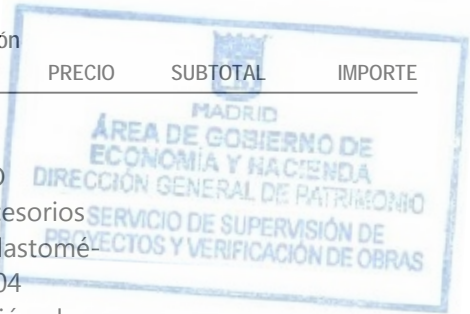 ón
PRECIO SUBTOTAL IMPORTE
MADRID
ÁREA DE GOBIERNO DE
ECONOMÍA Y HACIENDA
DIRECCIÓN GENERAL DE PATRIMONIO
esorios SERVICIO DE SUPERVISIÓN DE
lastomé- PROYECTOS Y VERIFICACIÓN DE OBRAS
04